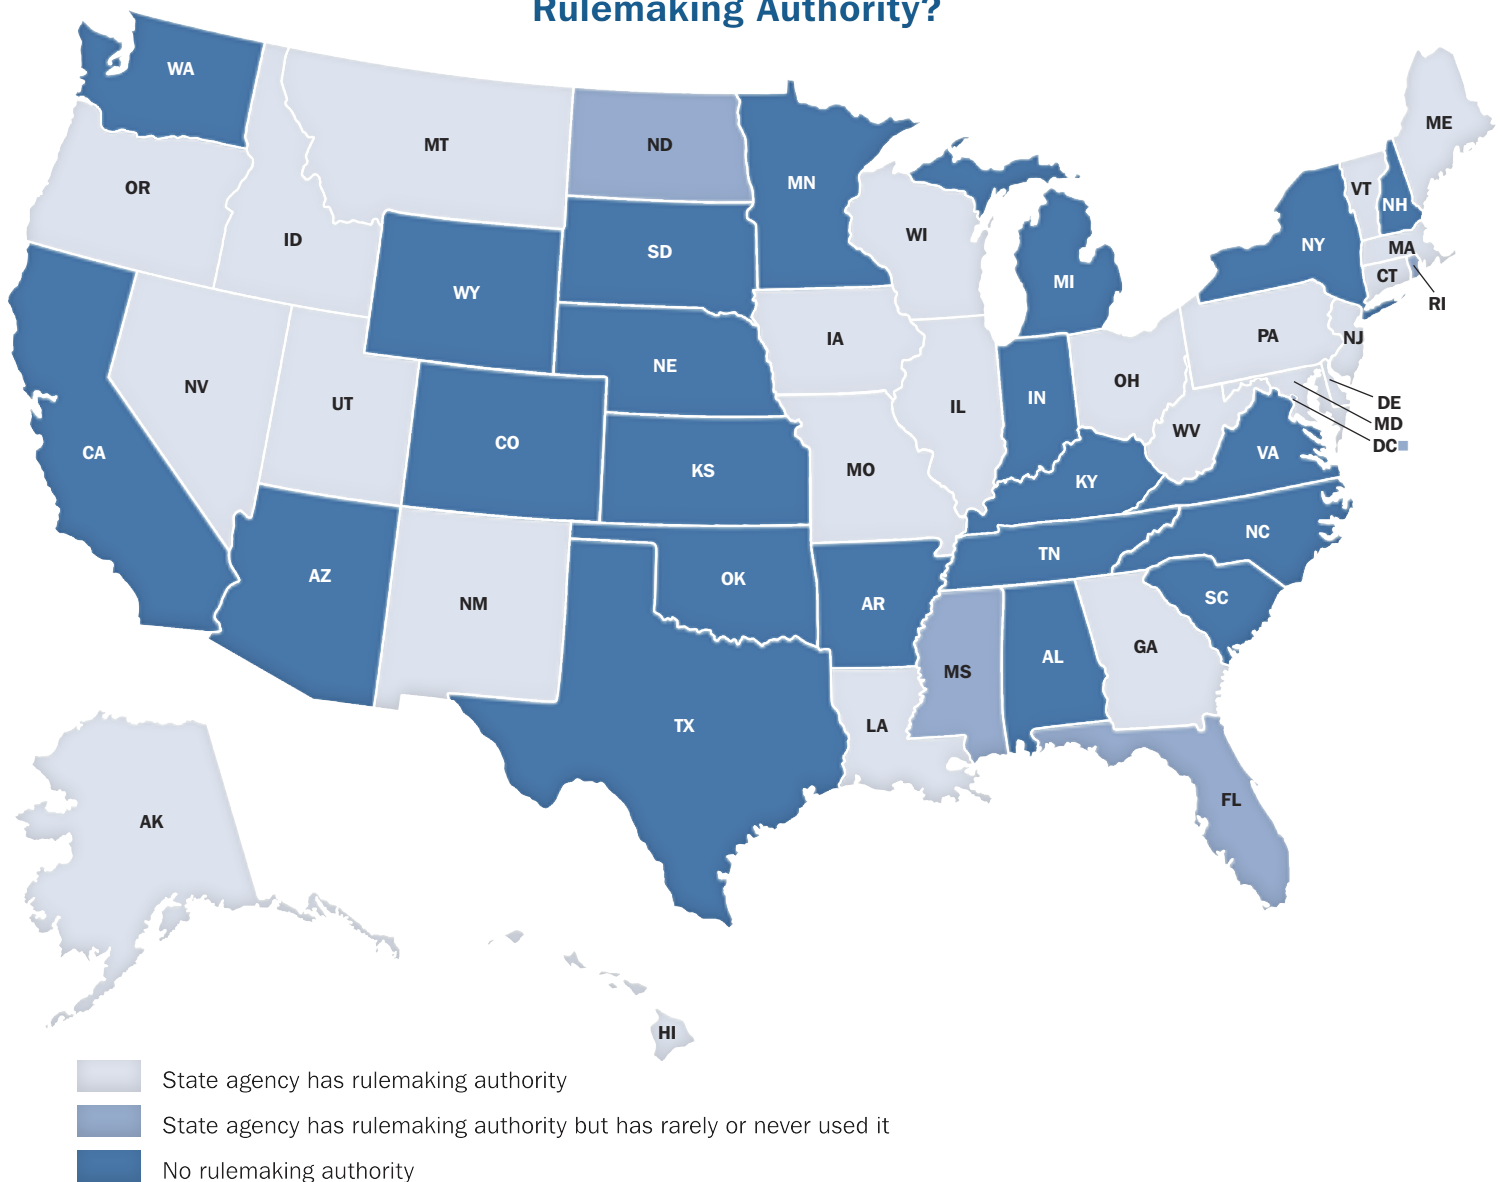 Rulemaking Authority?
WA
MT
ND
MN
ME
OR
ID
SD
WI
VT
NH
NY
MA
CT
RI
WY
MI
IA
NE
PA
NJ
NV
UT
CO
IL
IN
OH
DE
MD
DC
WV
VA
CA
KS
MO
KY
NC
TN
AZ
NM
OK
AR
SC
MS
AL
GA
TX
LA
FL
AK
HI
State agency has rulemaking authority
State agency has rulemaking authority but has rarely or never used it
No rulemaking authority